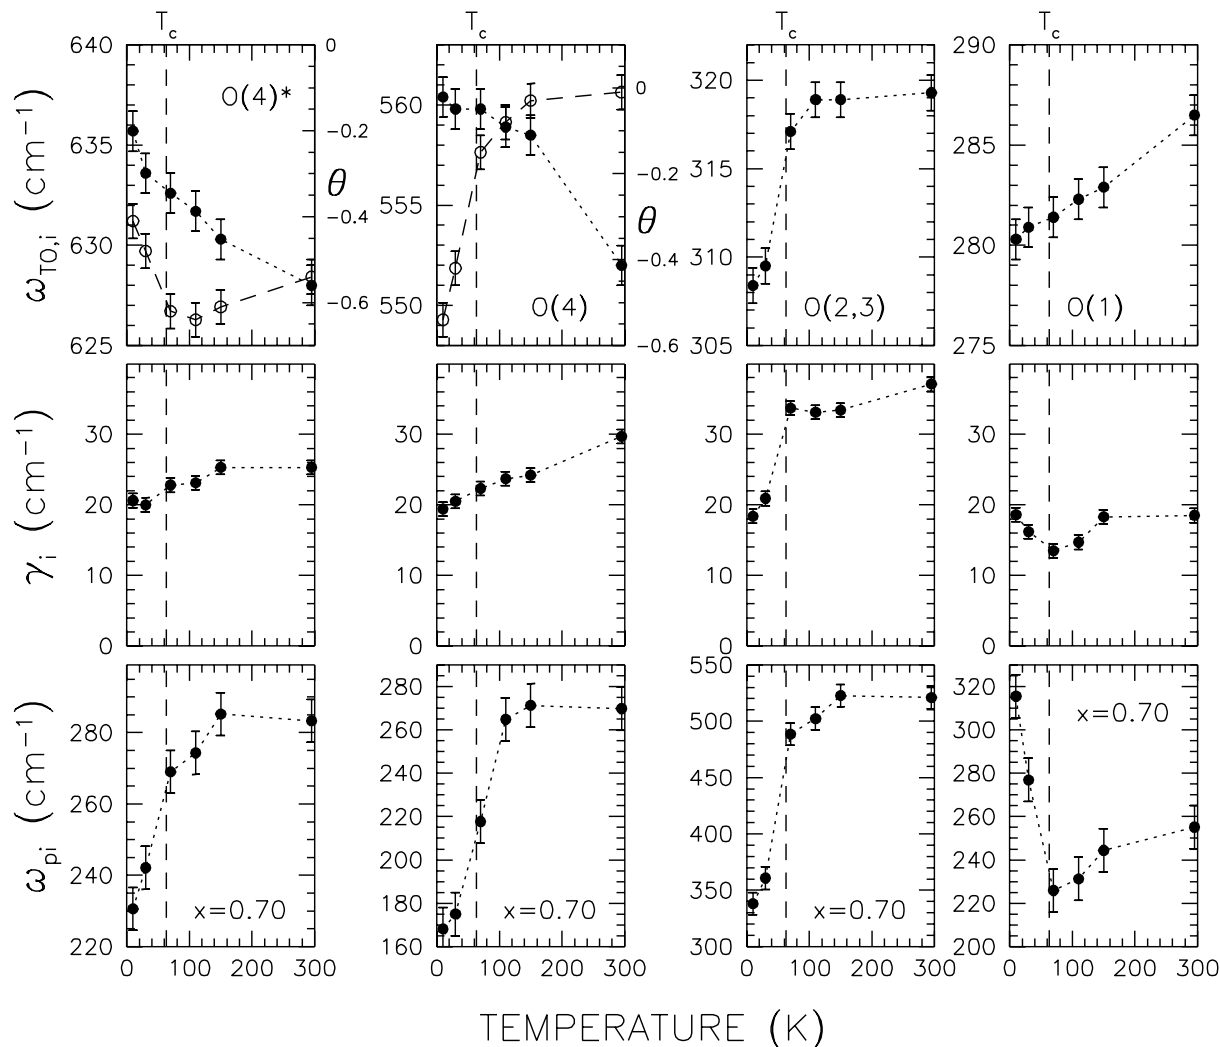 T_c T_c T_c T_c
640 0 320 290
O(4)* 560 0
635 −0.2 315 285
θ −0.2
ω_TO,i (cm⁻¹)
630 −0.4 555 θ 310 280
−0.4
−0.6 550 O(4) O(2,3) O(1)
625 −0.6 305 275
30 30 30 30
γ_i (cm⁻¹)
20 20 20 20
10 10 10 10
0 0 0 0
280 550 320
280 260 500 300 x=0.70
240 450 280
ω_pi (cm⁻¹)
260 220 400 260
200
240 180 350 240
x=0.70 x=0.70 x=0.70 220
220 160 300 200
0 100 200 300 0 100 200 300 0 100 200 300 0 100 200 300
TEMPERATURE (K)